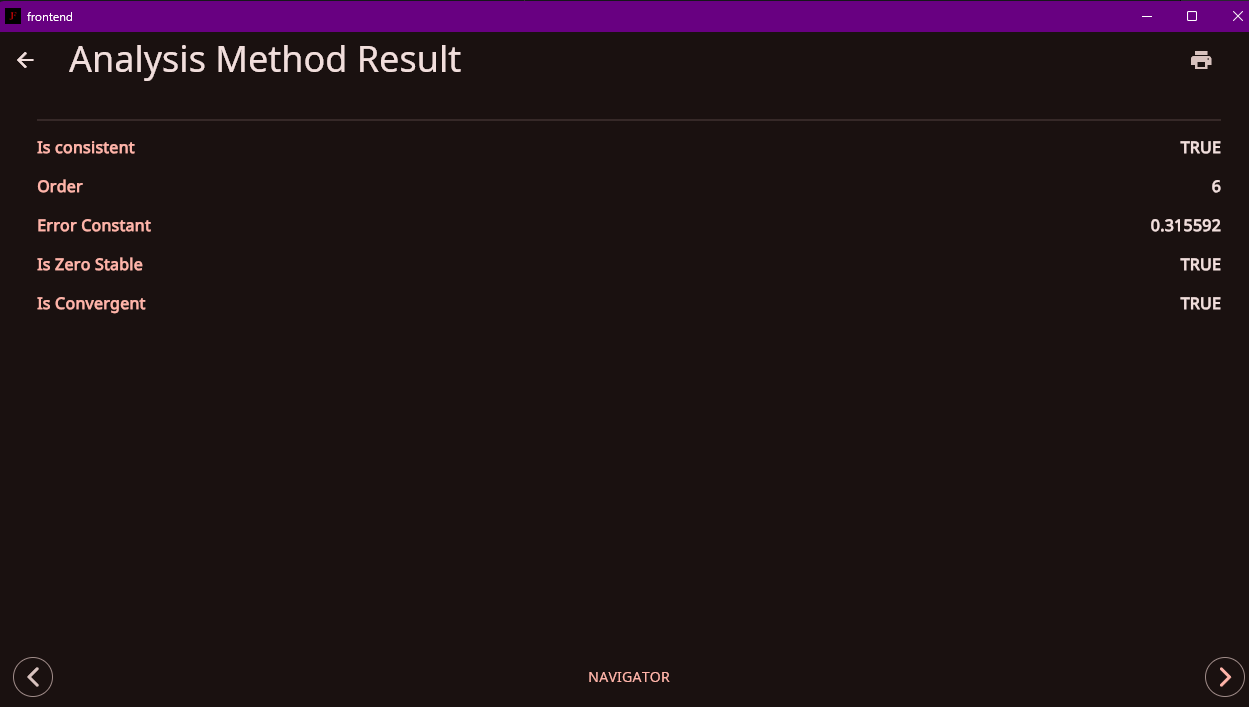 frontend
Analysis Method Result
Is consistent TRUE
Order 6
Error Constant 0.315592
Is Zero Stable TRUE
Is Convergent TRUE
NAVIGATOR